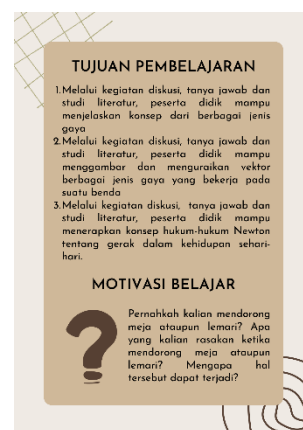 TUJUAN PEMBELAJARAN
1. Melalui kegiatan diskusi, tanya jawab dan
studi literatur, peserta didik mampu
menjelaskan konsep dari berbagai jenis
gaya
2. Melalui kegiatan diskusi, tanya jawab dan
studi literatur, peserta didik mampu
menggambar dan menguraikan vektor
berbagai jenis gaya yang bekerja pada
suatu benda
3. Melalui kegiatan diskusi, tanya jawab dan
studi literatur, peserta didik mampu
menerapkan konsep hukum-hukum Newton
tentang gerak dalam kehidupan sehari-
hari.
MOTIVASI BELAJAR
?
Pernahkah kalian mendorong
meja ataupun lemari? Apa
yang kalian rasakan ketika
mendorong meja ataupun
lemari? Mengapa hal
tersebut dapat terjadi?